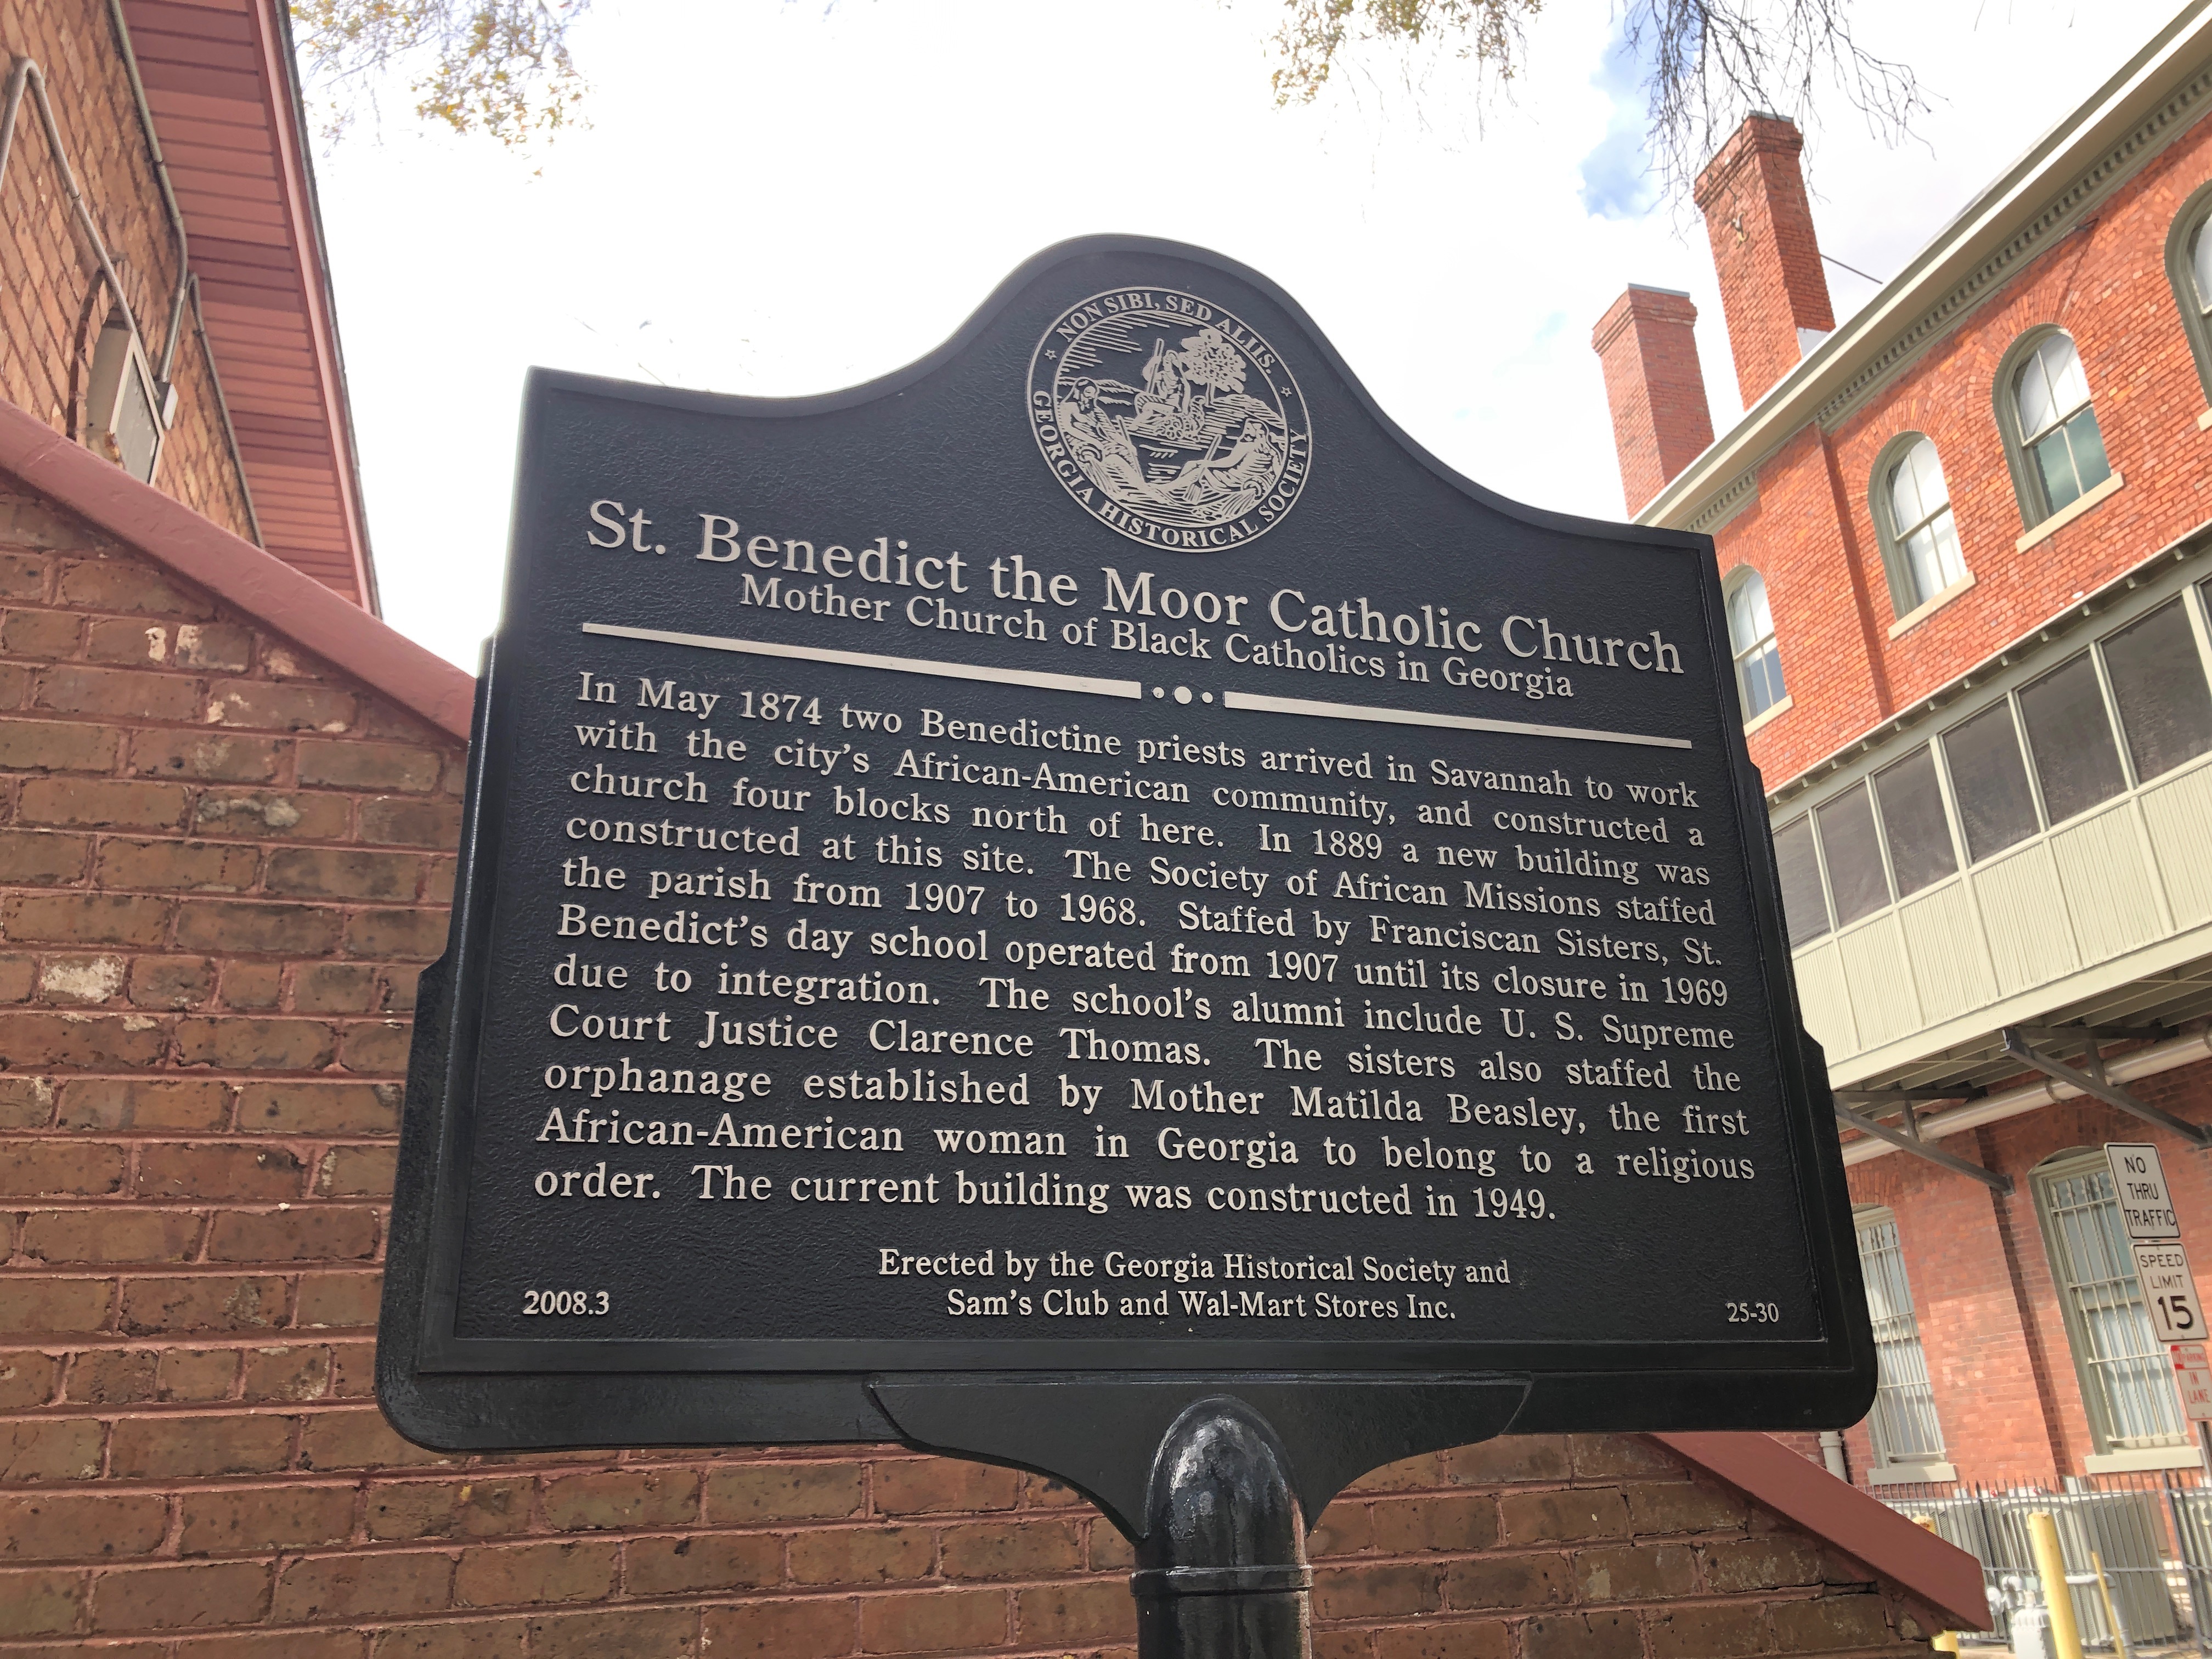 NON SIBI, SED ALIIS.
GEORGIA HISTORICAL SOCIETY
St. Benedict the Moor Catholic Church
Mother Church of Black Catholics in Georgia
In May 1874 two Benedictine priests arrived in Savannah to work
with the city's African-American community, and constructed a
church four blocks north of here. In 1889 a new building was
constructed at this site. The Society of African Missions staffed
the parish from 1907 to 1968. Staffed by Franciscan Sisters, St.
Benedict's day school operated from 1907 until its closure in 1969
due to integration. The school's alumni include U. S. Supreme
Court Justice Clarence Thomas. The sisters also staffed the
orphanage established by Mother Matilda Beasley, the first
African-American woman in Georgia to belong to a religious
order. The current building was constructed in 1949.
Erected by the Georgia Historical Society and
Sam's Club and Wal-Mart Stores Inc.
2008.3
25-30
NO
THRU
TRAFFIC
SPEED
LIMIT
15
IN
LANE